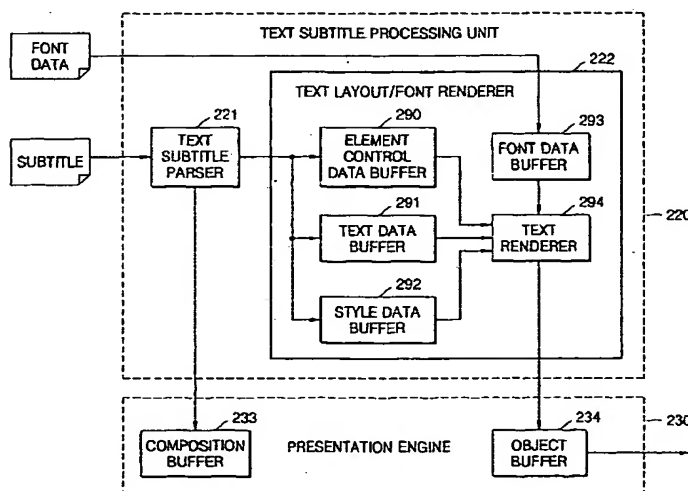 TEXT SUBTITLE PROCESSING UNIT
FONT
DATA
222
TEXT LAYOUT/FONT RENDERER
221
290
293
SUBTITLE
TEXT
SUBTITLE
PARSER
ELEMENT
CONTROL
DATA BUFFER
FONT DATA
BUFFER
291
294
220
TEXT DATA
BUFFER
TEXT
RENDERER
292
STYLE DATA
BUFFER
233
234
230
COMPOSITION
BUFFER
PRESENTATION ENGINE
OBJECT
BUFFER